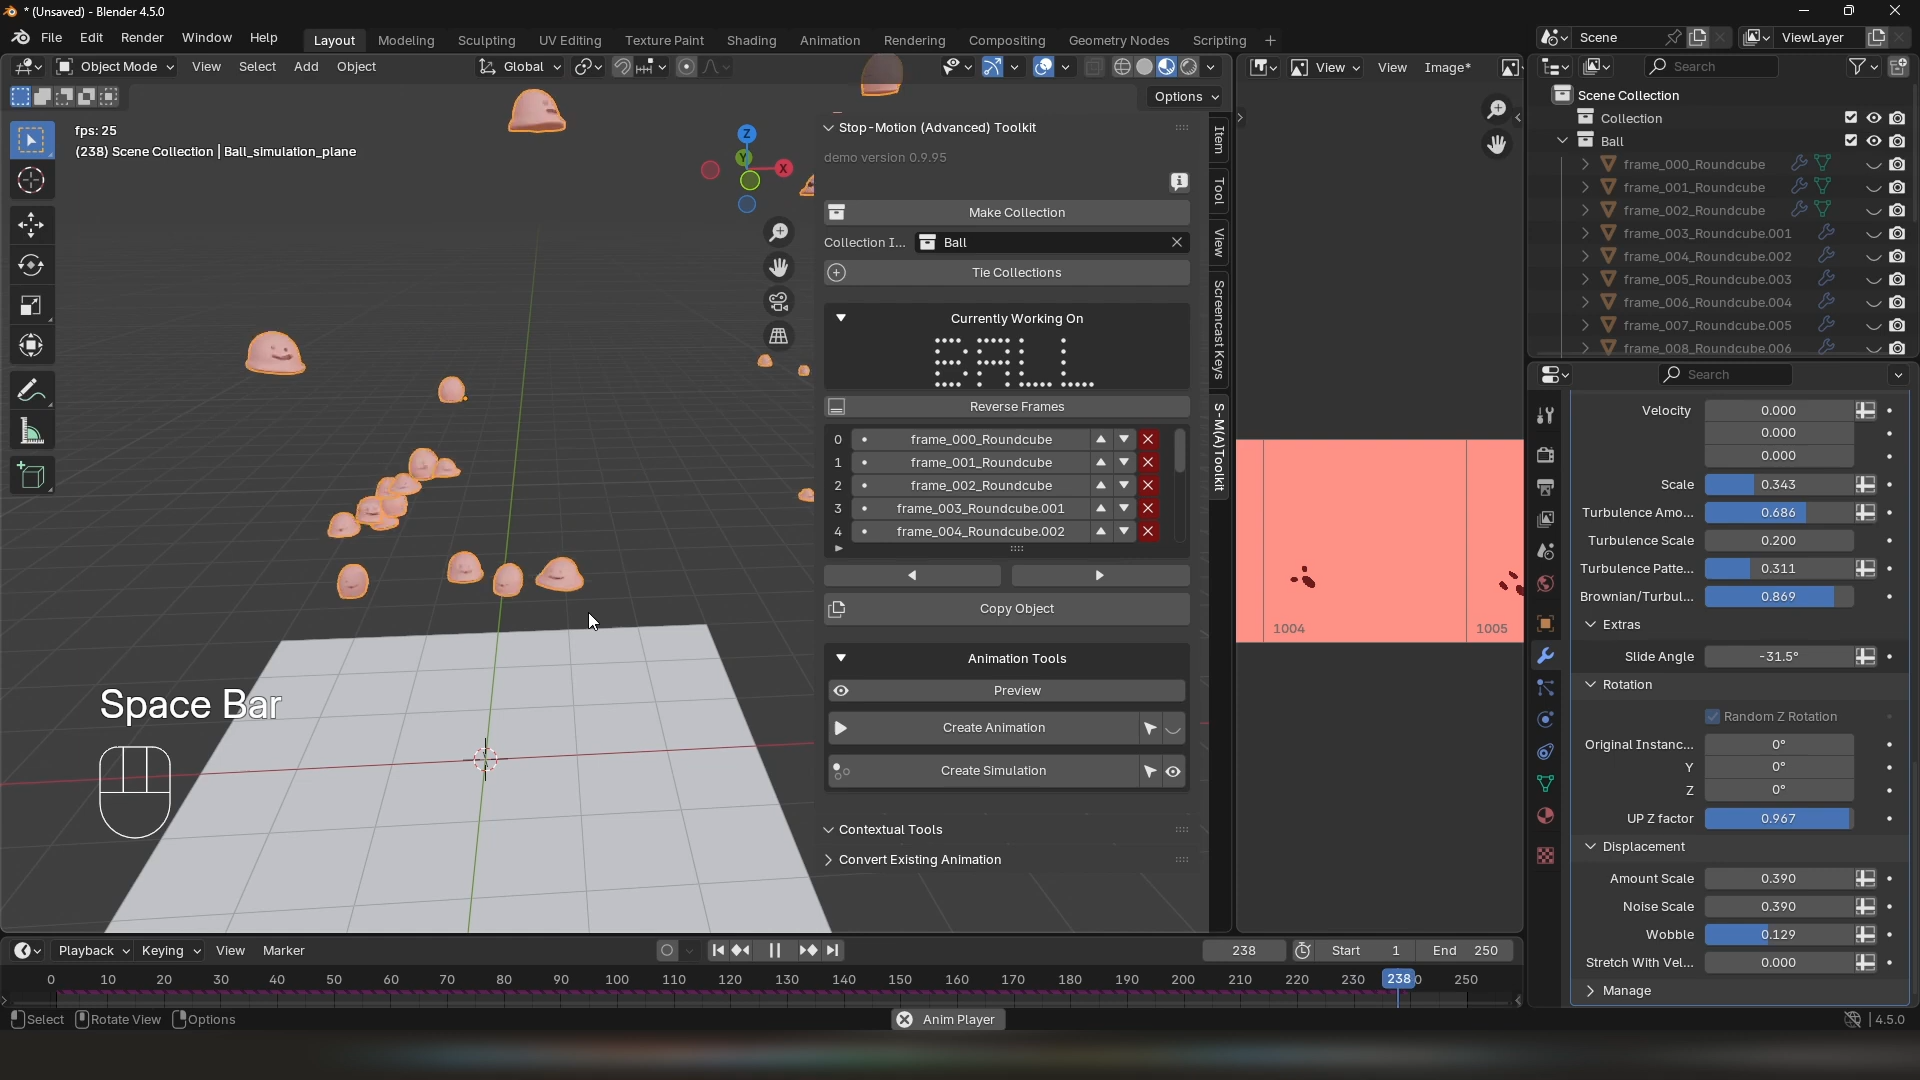 * (Unsaved) - Blender 4.5.0
File Edit Render Window Help
Layout Modeling Sculpting UV Editing Texture Paint Shading Animation Rendering Compositing Geometry Nodes Scripting +
Scene
ViewLayer
Object Mode View Select Add Object
Global
Options
View View Image*
Search
fps: 25
(238) Scene Collection | Ball_simulation_plane
Z
Y
X
Stop-Motion (Advanced) Toolkit
demo version 0.9.95
Make Collection
Collection I... Ball
Tie Collections
Currently Working On
BALL
Reverse Frames
0 frame_000_Roundcube
1 frame_001_Roundcube
2 frame_002_Roundcube
3 frame_003_Roundcube.001
4 frame_004_Roundcube.002
Copy Object
Animation Tools
Preview
Create Animation
Create Simulation
Contextual Tools
Convert Existing Animation
Item
Tool
View
Screencast Keys
S-M(A)Toolkit
1004
1005
Scene Collection
Collection
Ball
frame_000_Roundcube
frame_001_Roundcube
frame_002_Roundcube
frame_003_Roundcube.001
frame_004_Roundcube.002
frame_005_Roundcube.003
frame_006_Roundcube.004
frame_007_Roundcube.005
frame_008_Roundcube.006
Search
Velocity 0.000
0.000
0.000
Scale 0.343
Turbulence Amo... 0.686
Turbulence Scale 0.200
Turbulence Patte... 0.311
Brownian/Turbul... 0.869
Extras
Slide Angle -31.5°
Rotation
Random Z Rotation
Original Instanc... 0°
Y 0°
Z 0°
UP Z factor 0.967
Displacement
Amount Scale 0.390
Noise Scale 0.390
Wobble 0.129
Stretch With Vel... 0.000
Manage
Space Bar
Playback Keying View Marker
238
Start 1
End 250
0 10 20 30 40 50 60 70 80 90 100 110 120 130 140 150 160 170 180 190 200 210 220 230 238 0 250
Select Rotate View Options
Anim Player
4.5.0